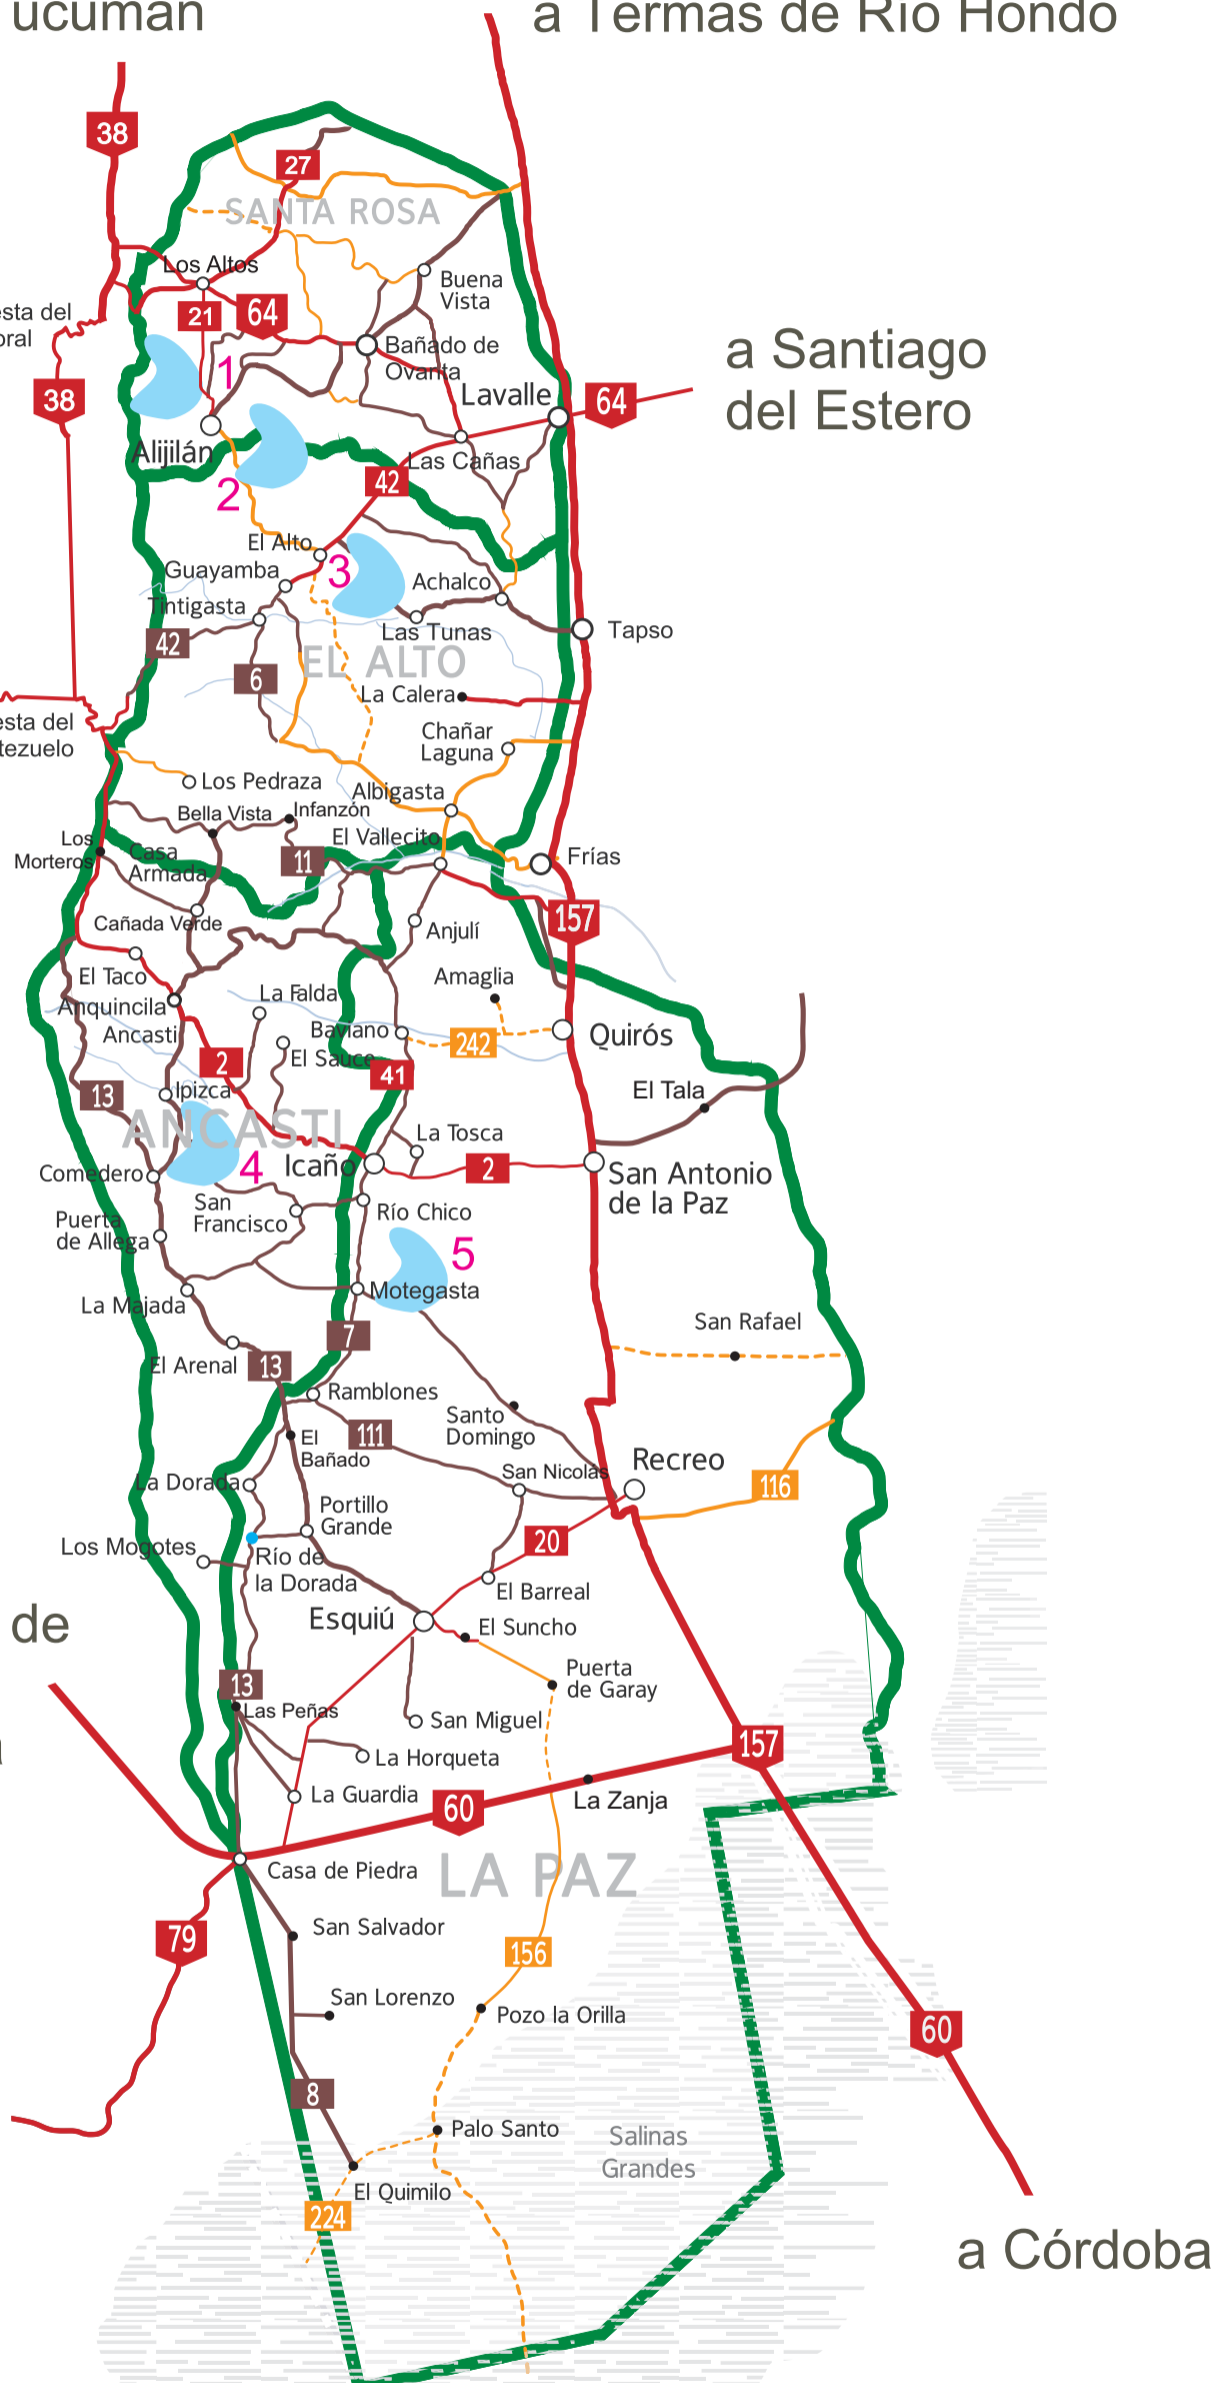 ucumán
a Termas de Río Hondo
38
27
SANTA ROSA
Los Altos
Buena
Vista
esta del
oral
21
64
1
Bañado de
Ovanta
a Santiago
del Estero
38
Lavalle
64
Alijilán
Las Cañas
42
2
El Alto
Guayamba
3
Achalco
Tintigasta
Las Tunas
Tapso
42
EL ALTO
6
La Calera
esta del
tezuelo
Chañar
Laguna
Los Pedraza
Albigasta
Bella Vista
Infanzón
Los
Morteros
El Vallecito
Casa
Armada
11
Frías
Cañada Verde
157
Anjulí
El Taco
Amaglia
La Falda
Anquincila
Ancasti
Baviano
242
Quirós
El Sauce
2
41
Ipizca
El Tala
13
ANCASTI
La Tosca
4
Icaño
2
Comedero
San Antonio
de la Paz
San
Francisco
Río Chico
Puerta
de Allega
5
Motegasta
La Majada
7
San Rafael
El Arenal
13
Ramblones
Santo
Domingo
111
El
Bañado
Recreo
San Nicolás
La Dorada
116
Portillo
Grande
20
Los Mogotes
Río de
la Dorada
El Barreal
de
Esquiú
El Suncho
Puerta
de Garay
13
Las Peñas
San Miguel
157
La Horqueta
La Guardia
60
La Zanja
Casa de Piedra
LA PAZ
79
San Salvador
156
San Lorenzo
Pozo la Orilla
60
8
Palo Santo
Salinas
Grandes
El Quimilo
224
a Córdoba